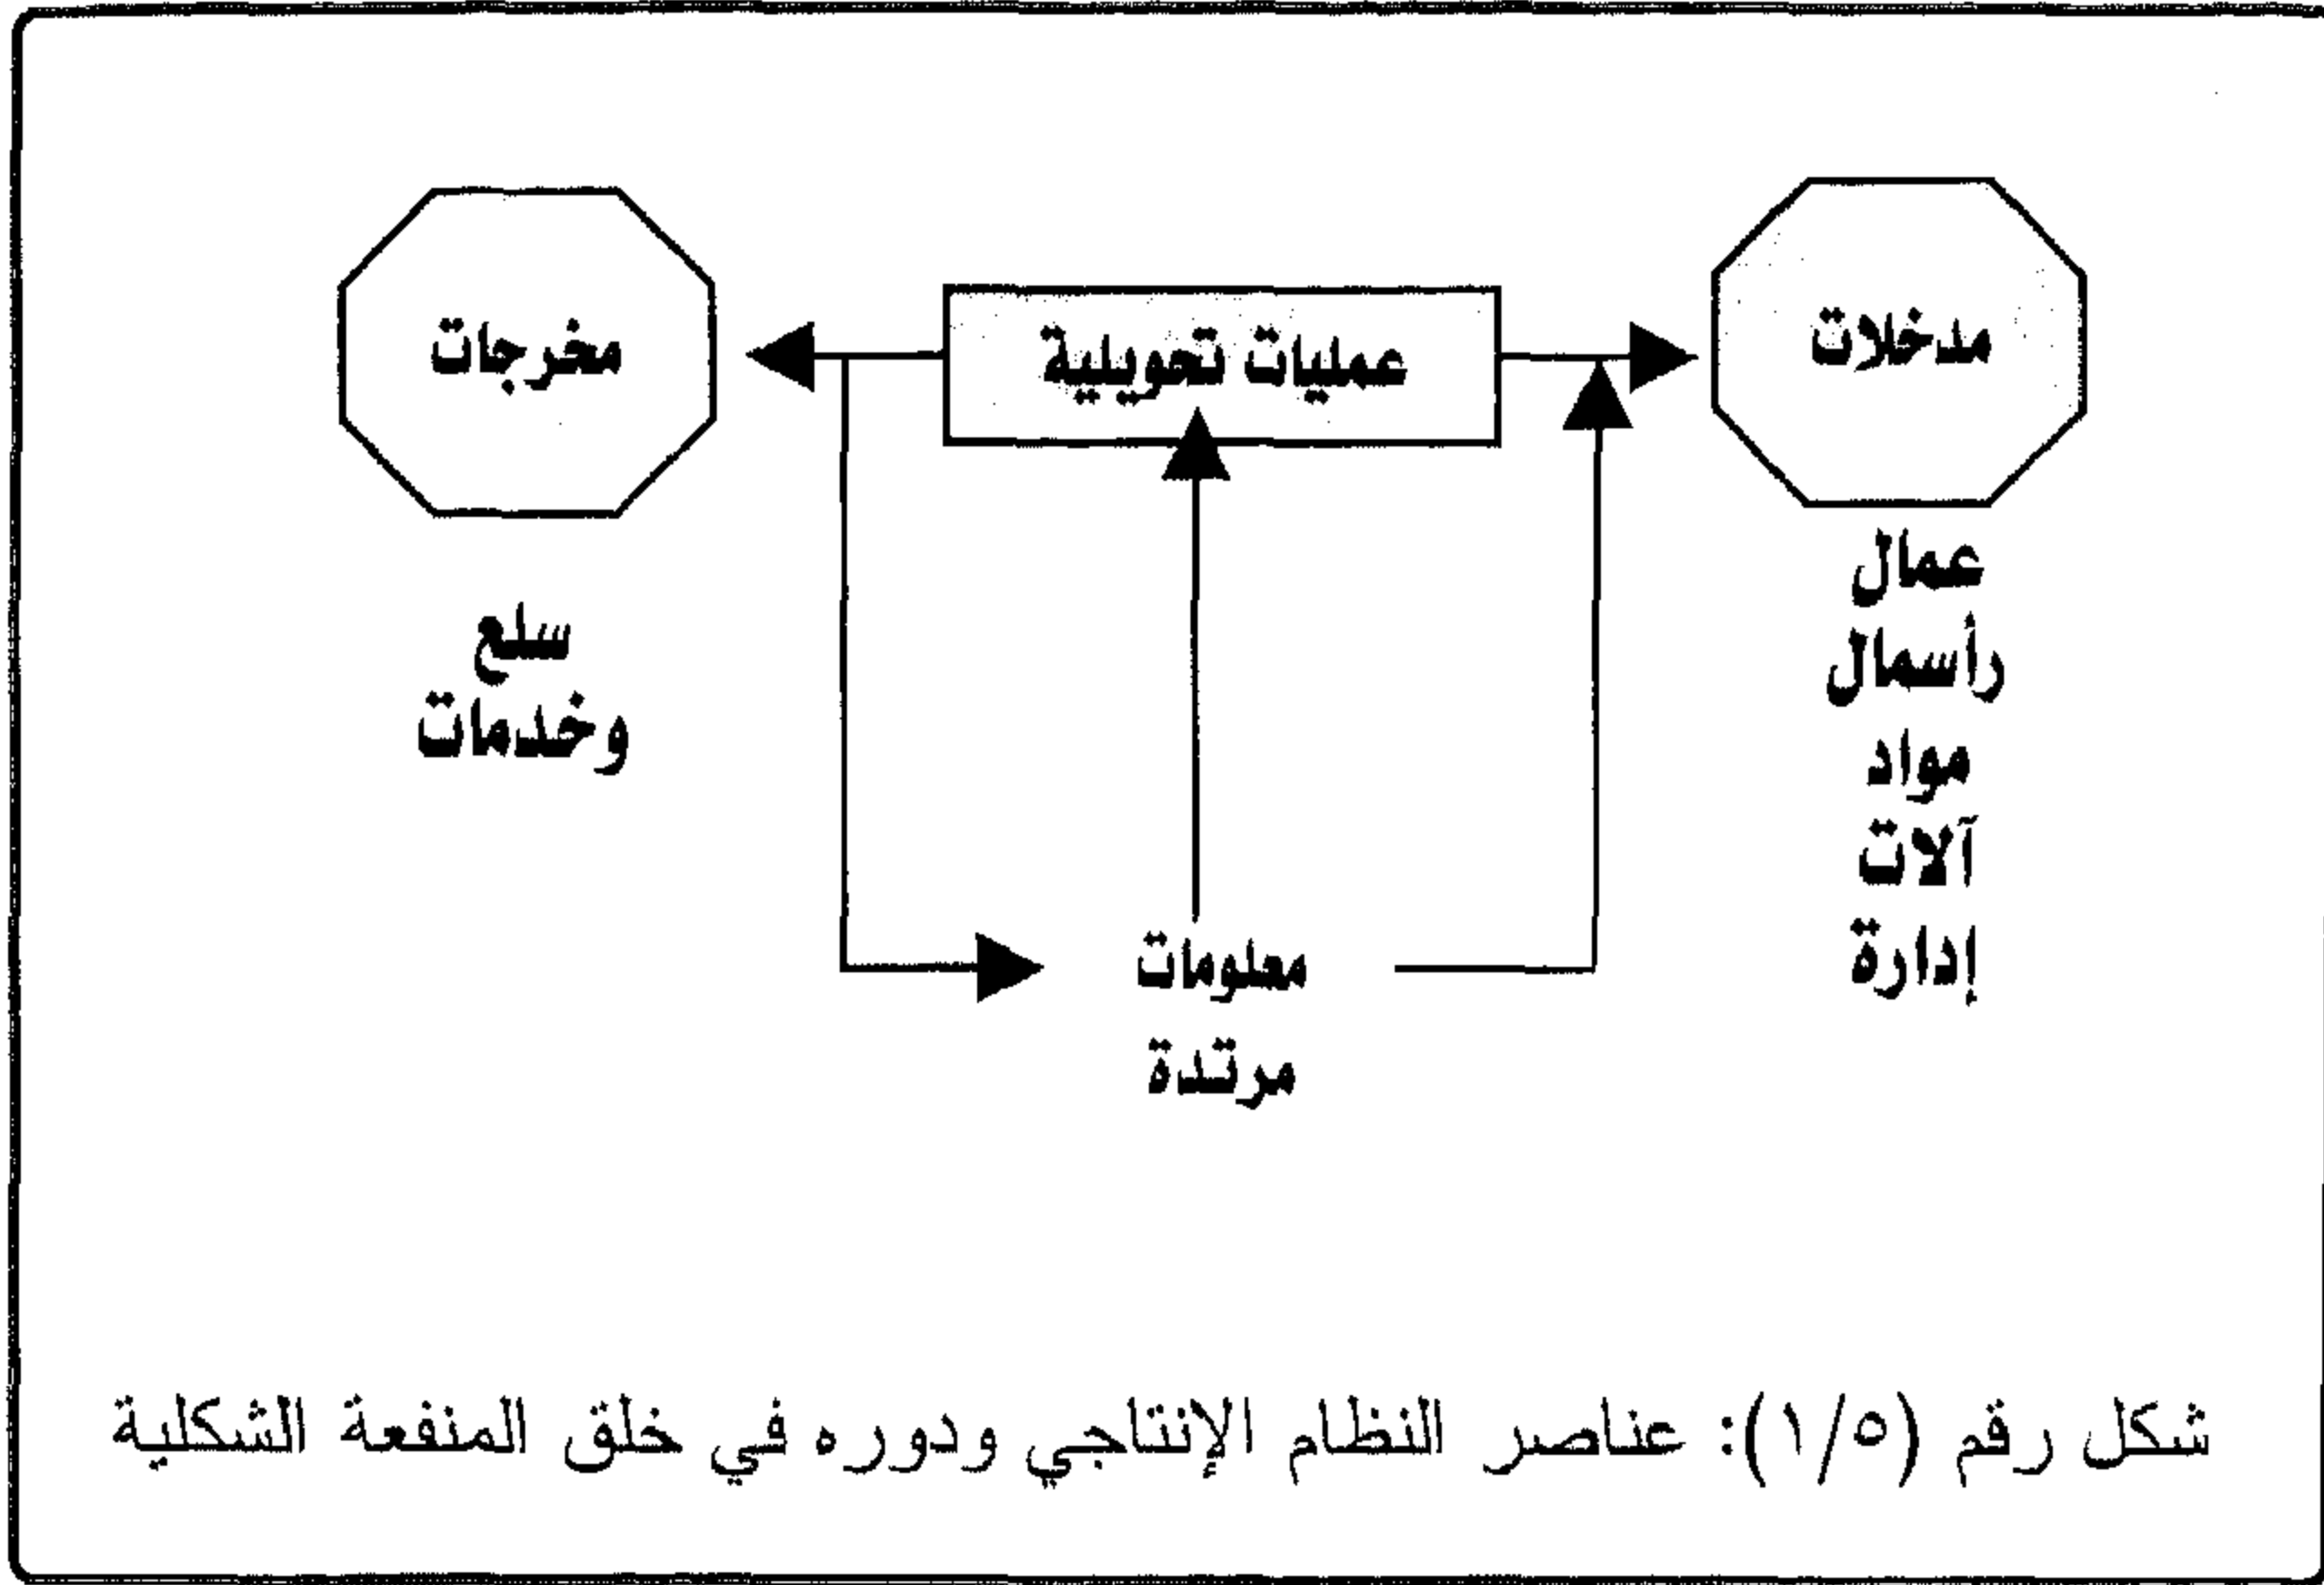 مدخلات
عمليات تحويلية
مخرجات
عمال
رأسمال
مواد
آلات
إدارة
سلع
وخدمات
معلومات
مرتدة
شكل رقم (١/٥): عناصر النظام الإنتاجي ودوره في خلق المنفعة الشكلية